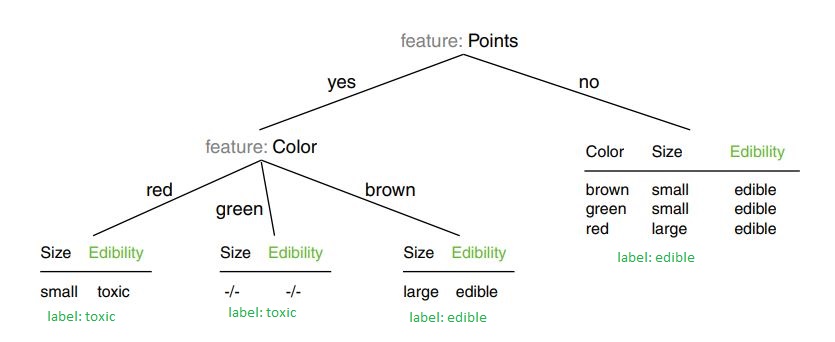 feature: Points
yes
no
feature: Color
red
green
brown
Color Size Edibility
brown small edible
green small edible
red large edible
label: edible
Size Edibility
small toxic
label: toxic
Size Edibility
-/- -/-
label: toxic
Size Edibility
large edible
label: edible